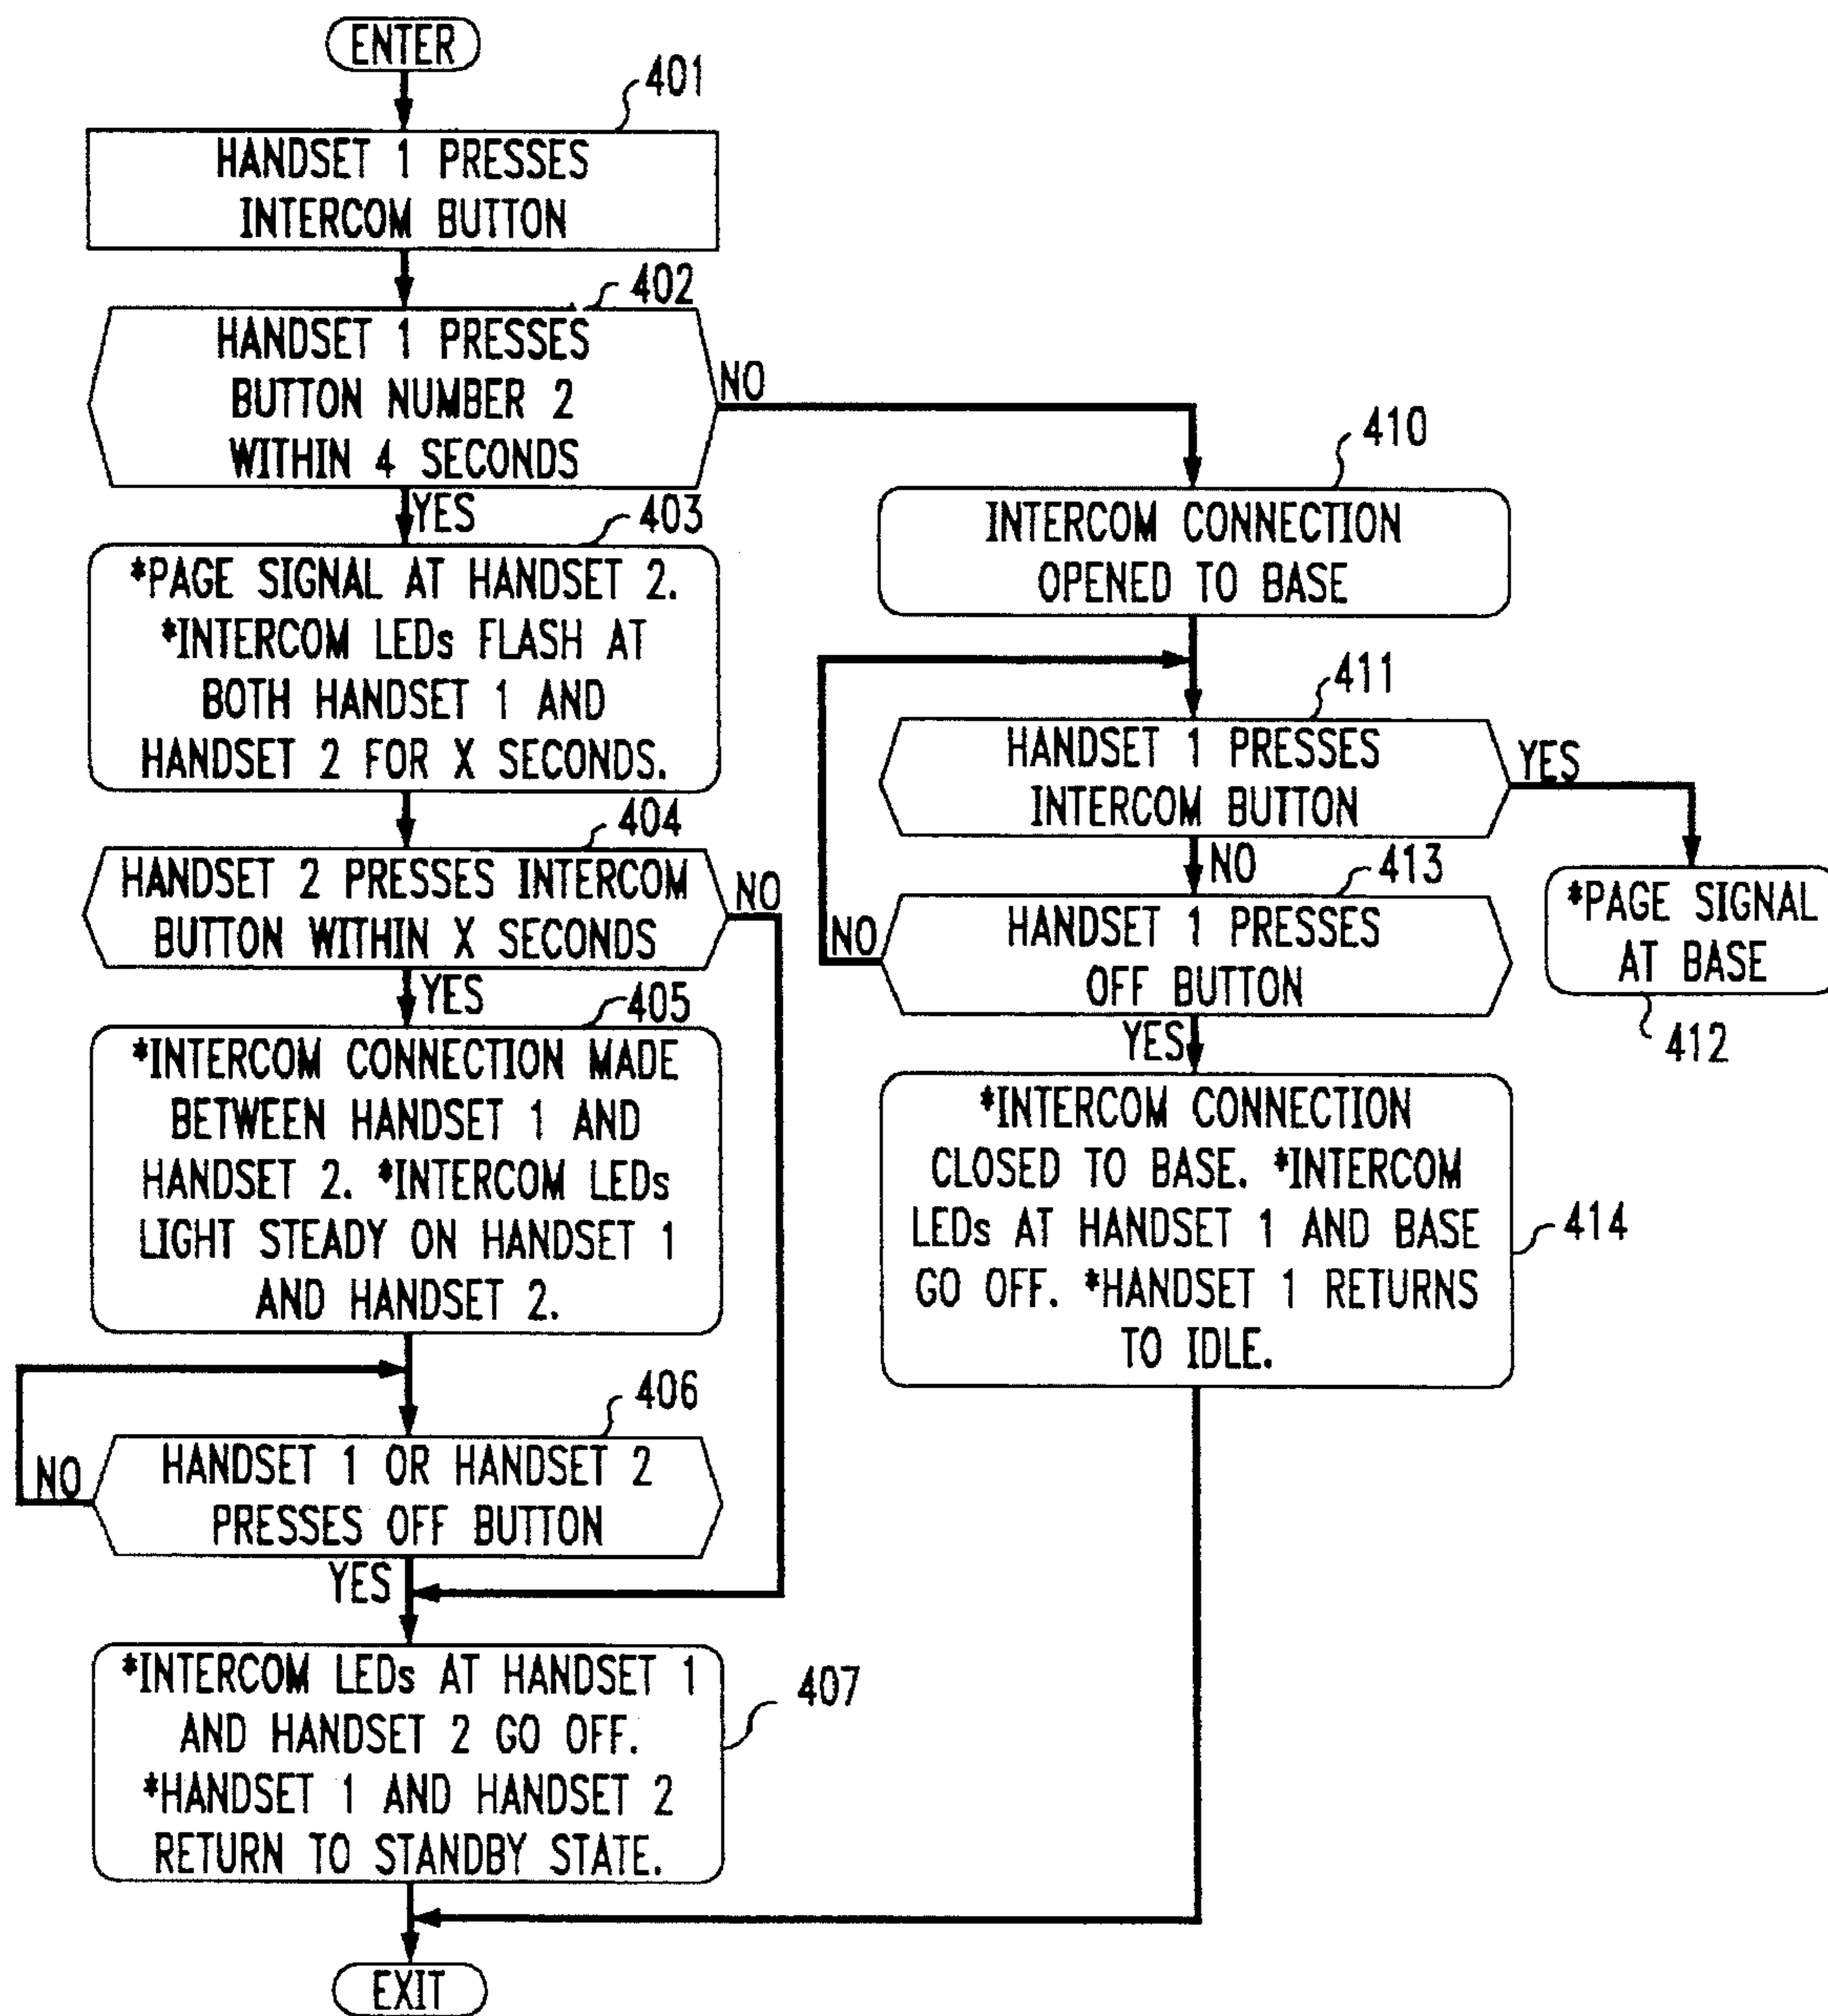 ENTER
401
HANDSET 1 PRESSES
INTERCOM BUTTON
402
HANDSET 1 PRESSES
BUTTON NUMBER 2
WITHIN 4 SECONDS
NO
YES
403
*PAGE SIGNAL AT HANDSET 2.
*INTERCOM LEDs FLASH AT
BOTH HANDSET 1 AND
HANDSET 2 FOR X SECONDS.
404
HANDSET 2 PRESSES INTERCOM
BUTTON WITHIN X SECONDS
NO
YES
405
*INTERCOM CONNECTION MADE
BETWEEN HANDSET 1 AND
HANDSET 2. *INTERCOM LEDs
LIGHT STEADY ON HANDSET 1
AND HANDSET 2.
406
HANDSET 1 OR HANDSET 2
PRESSES OFF BUTTON
NO
YES
407
*INTERCOM LEDs AT HANDSET 1
AND HANDSET 2 GO OFF.
*HANDSET 1 AND HANDSET 2
RETURN TO STANDBY STATE.
EXIT
410
INTERCOM CONNECTION
OPENED TO BASE
411
HANDSET 1 PRESSES
INTERCOM BUTTON
YES
NO
*PAGE SIGNAL
AT BASE
412
413
HANDSET 1 PRESSES
OFF BUTTON
NO
YES
*INTERCOM CONNECTION
CLOSED TO BASE. *INTERCOM
LEDs AT HANDSET 1 AND BASE
GO OFF. *HANDSET 1 RETURNS
TO IDLE.
414